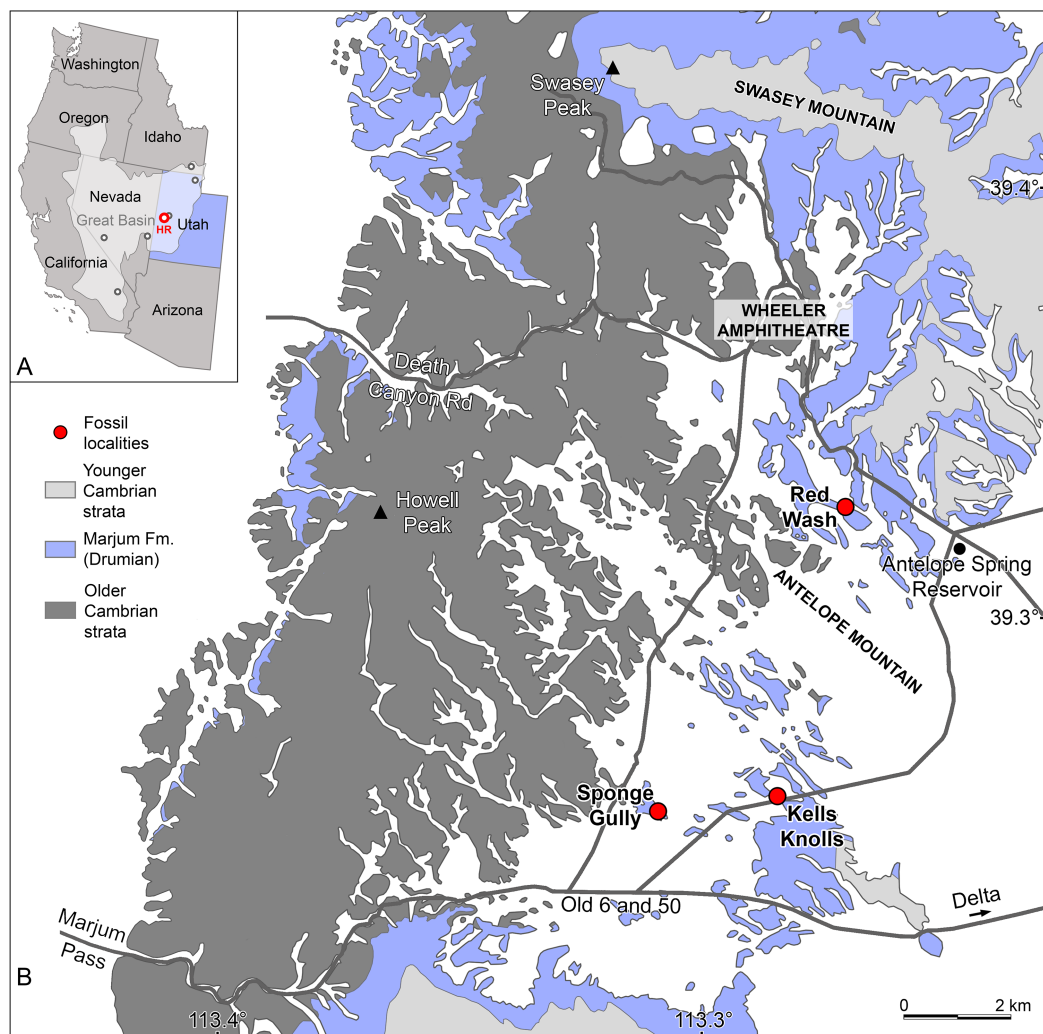 Washington
Oregon
Idaho
Nevada
Great Basin
Utah
HR
California
Arizona
A
Fossil
localities
Younger
Cambrian
strata
Marjum Fm.
(Drumian)
Older
Cambrian
strata
Swasey
Peak
SWASEY MOUNTAIN
39.4°
WHEELER
AMPHITHEATRE
Death
Canyon Rd
Howell
Peak
Red
Wash
Antelope Spring
Reservoir
39.3°
ANTELOPE MOUNTAIN
Sponge
Gully
Kells
Knolls
Old 6 and 50
Delta
Marjum
Pass
B
113.4°
113.3°
0
2 km